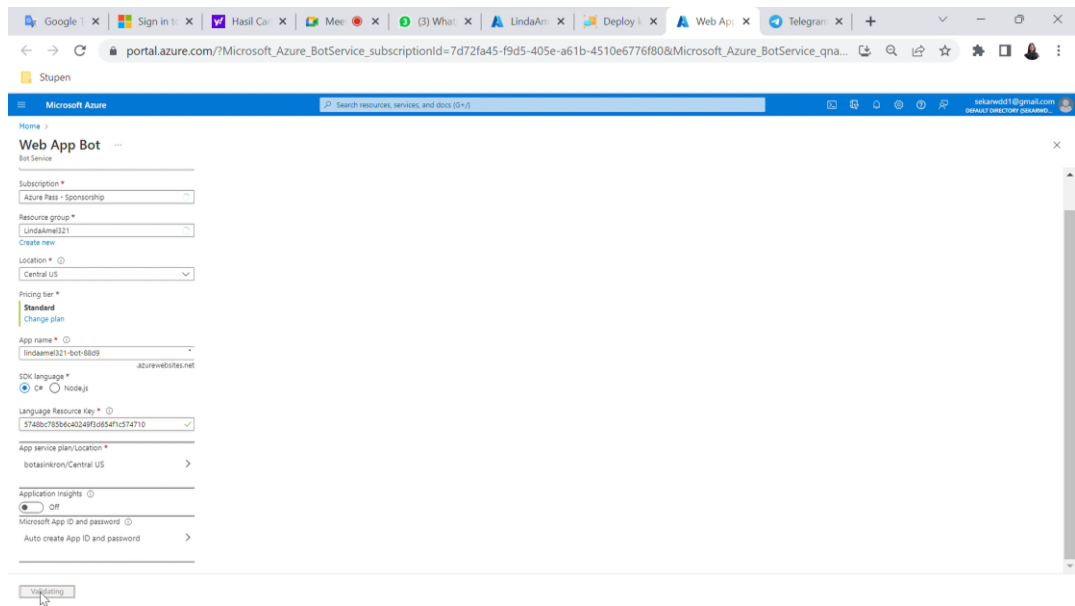 Google T
Sign in to
Hasil Car
Meet
(3) What
LindaAm
Deploy k
Web App
Telegram
portal.azure.com/?Microsoft_Azure_BotService_subscriptionId=7d72fa45-f9d5-405e-a61b-4510e6776f80&Microsoft_Azure_BotService_qna...
Stupen
Microsoft Azure
Search resources, services, and docs (G+/)
sekarwdd1@gmail.com
DEFAULT DIRECTORY (SEKARWD...
Home >
Web App Bot ...
Bot Service
Subscription *
Azure Pass - Sponsorship
Resource group *
LindaAmel321
Create new
Location *
Central US
Pricing tier *
Standard
Change plan
App name *
lindaamel321-bot-88d9
.azurewebsites.net
SDK language *
C# Node.js
Language Resource Key *
5748bc785b6c40249f3d654f1c574710
App service plan/Location *
botasinkron/Central US
Application Insights
Off
Microsoft App ID and password
Auto create App ID and password
Validating